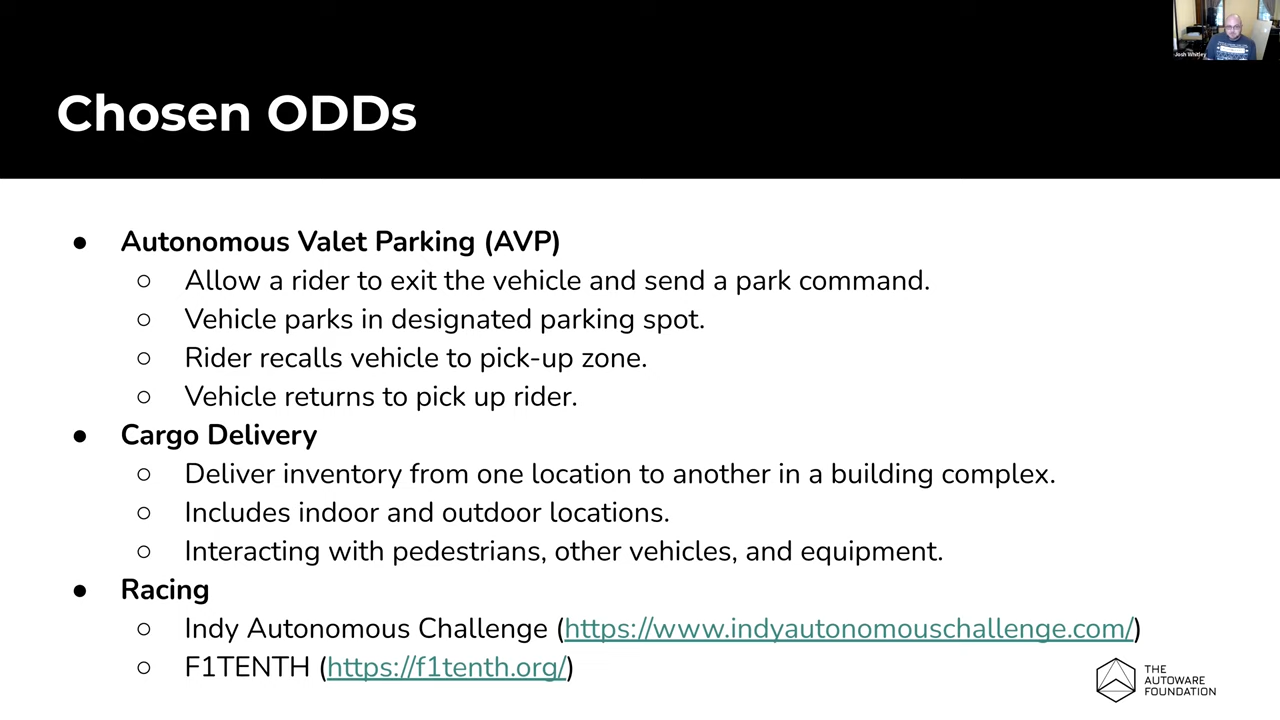 Josh Whitley
Chosen ODDs
● Autonomous Valet Parking (AVP)
○ Allow a rider to exit the vehicle and send a park command.
○ Vehicle parks in designated parking spot.
○ Rider recalls vehicle to pick-up zone.
○ Vehicle returns to pick up rider.
● Cargo Delivery
○ Deliver inventory from one location to another in a building complex.
○ Includes indoor and outdoor locations.
○ Interacting with pedestrians, other vehicles, and equipment.
● Racing
○ Indy Autonomous Challenge (https://www.indyautonomouschallenge.com/)
○ F1TENTH (https://f1tenth.org/)
THE
AUTOWARE
FOUNDATION